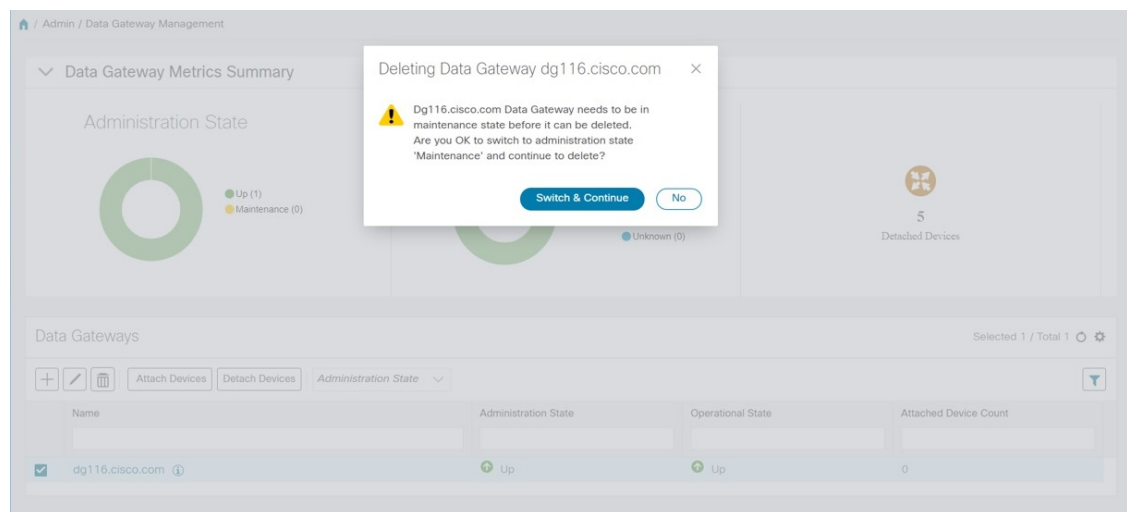 / Admin / Data Gateway Management
Data Gateway Metrics Summary
Administration State
Up (1)
Maintenance (0)
Deleting Data Gateway dg116.cisco.com
Dg116.cisco.com Data Gateway needs to be in
maintenance state before it can be deleted.
Are you OK to switch to administration state
'Maintenance' and continue to delete?
Switch & Continue
No
Unknown (0)
5
Detached Devices
Data Gateways
Selected 1 / Total 1
Attach Devices
Detach Devices
Administration State
Name
Administration State
Operational State
Attached Device Count
dg116.cisco.com
Up
Up
0